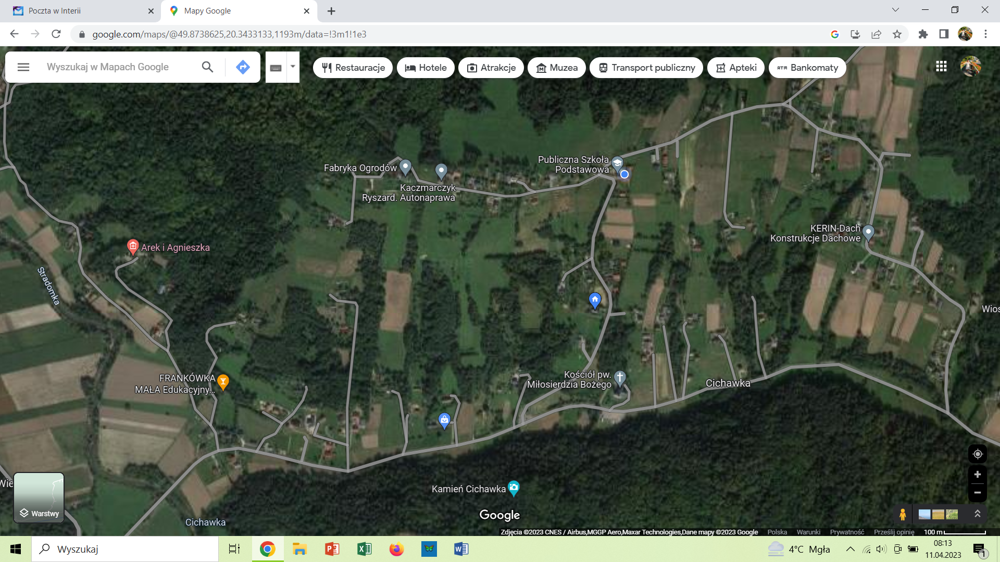 Poczta w Interii
Mapy Google
google.com/maps/@49.8738625,20.3433133,1193m/data=!3m1!1e3
Wyszukaj w Mapach Google
Restauracje
Hotele
Atrakcje
Muzea
Transport publiczny
Apteki
ATM Bankomaty
Publiczna Szkoła
Podstawowa
Fabryka Ogrodów
Kaczmarczyk
Ryszard. Autonaprawa
KERIN-Dach
Konstrukcje Dachowe
Arek i Agnieszka
Stradomka
Wios
FRANKÓWKA
MAŁA Edukacyjny...
Kościół pw.
Miłosierdzia Bożego
Cichawka
Kamień Cichawka
Wie
Warstwy
Cichawka
Google
Zdjęcia ©2023 CNES / Airbus,MGGP Aero,Maxar Technologies,Dane mapy ©2023 Google
Polska
Warunki
Prywatność
Prześlij opinię
100 m
Wyszukaj
4°C Mgła
08:13
11.04.2023
1